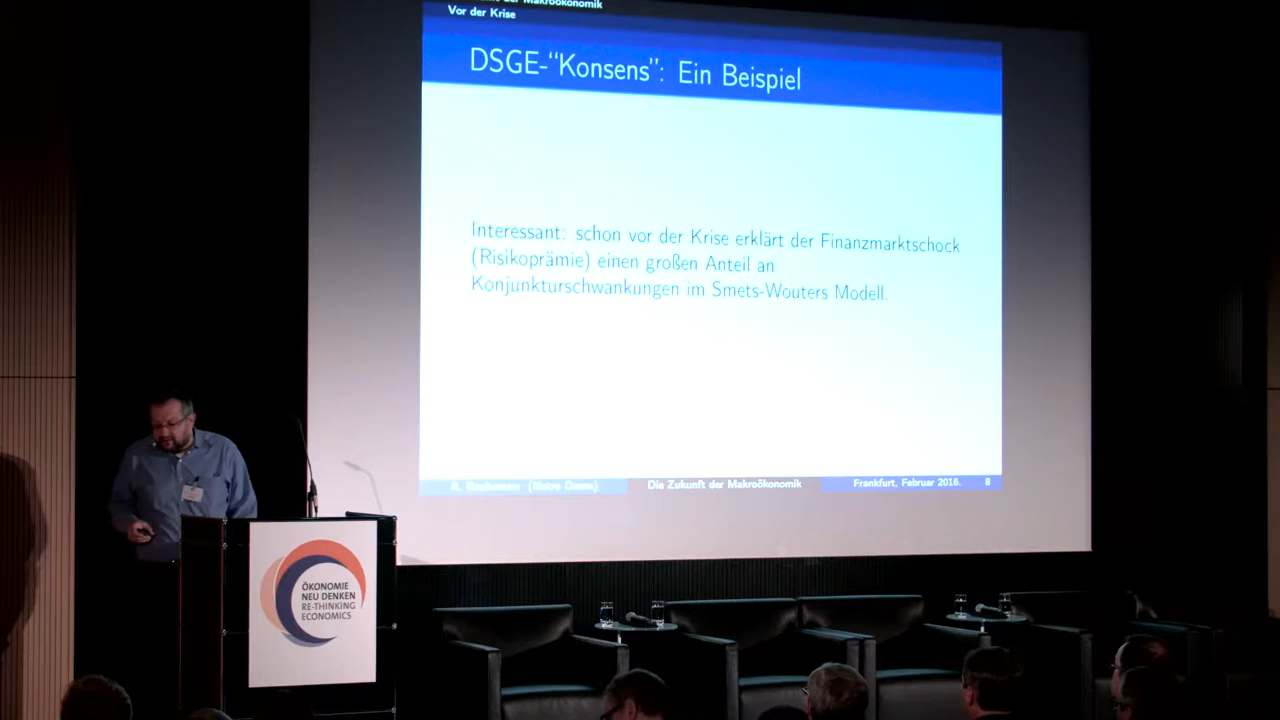 der Makroökonomik
Vor der Krise
DSGE-“Konsens”: Ein Beispiel
Interessant: schon vor der Krise erklärt der Finanzmarktschock
(Risikoprämie) einen großen Anteil an
Konjunkturschwankungen im Smets-Wouters Modell.
(Notre Dame) Die Zukunft der Makroökonomik Frankfurt, Februar 2016. 8
ÖKONOMIE
NEU DENKEN
RE-THINKING
ECONOMICS